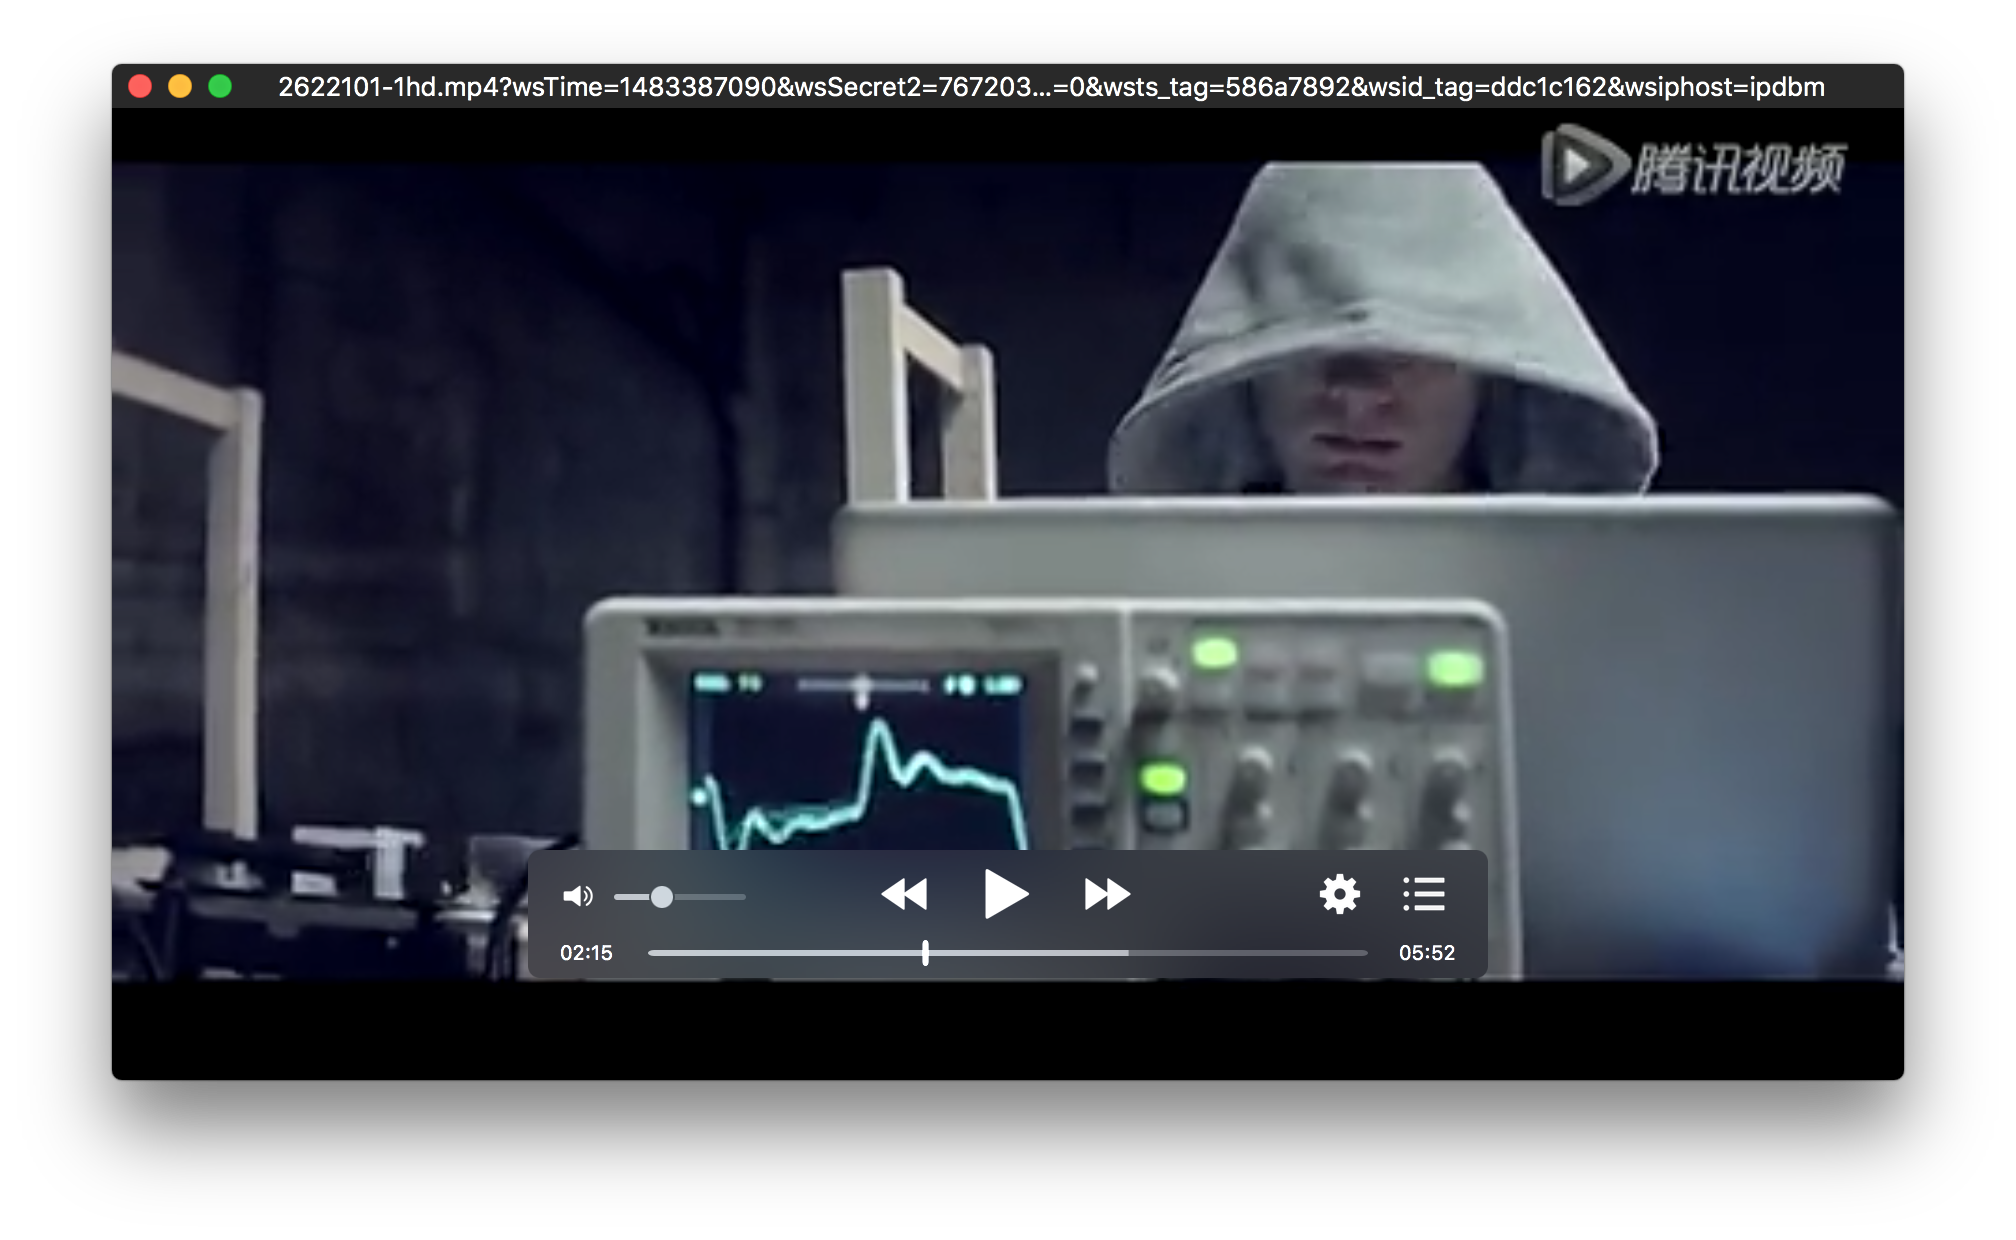 2622101-1hd.mp4?wsTime=1483387090&wsSecret2=767203...=0&wsts_tag=586a7892&wsid_tag=ddc1c162&wsiphost=ipdbm
腾讯视频
02:15
05:52